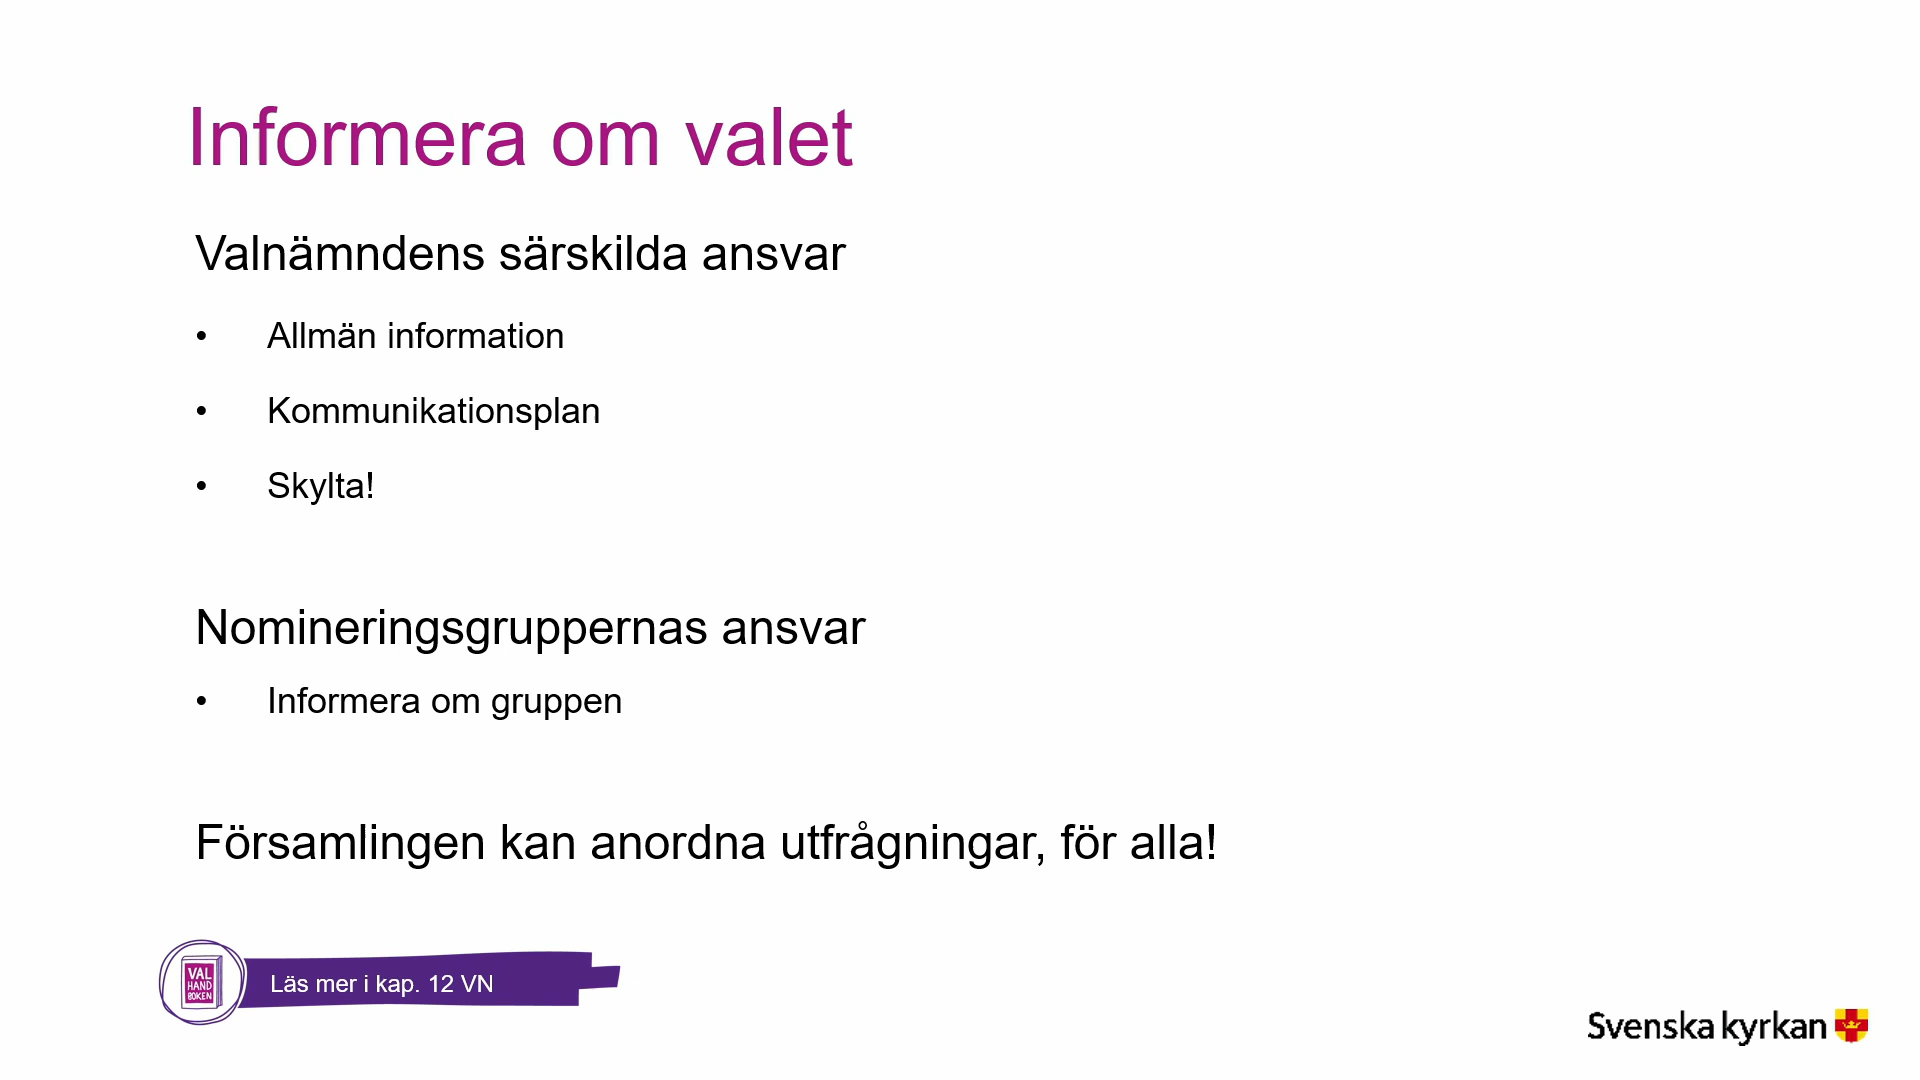 Informera om valet
Valnämndens särskilda ansvar
• Allmän information
• Kommunikationsplan
• Skylta!
Nomineringsgruppernas ansvar
• Informera om gruppen
Församlingen kan anordna utfrågningar, för alla!
VAL
HAND
BOKEN
Läs mer i kap. 12 VN
Svenska kyrkan